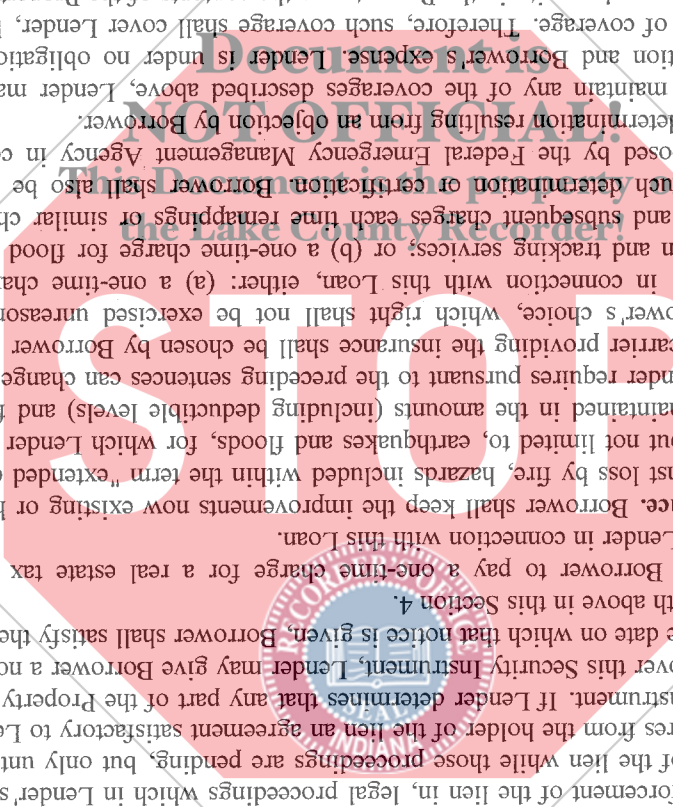 forcement of the lien in, legal proceedings which in Lender's s
of the lien while those proceedings are pending, but only unt
res from the holder of the lien an agreement satisfactory to Le
nstrument. If Lender determines that any part of the Property
over this Security Instrument, Lender may give Borrower a no
e date on which that notice is given, Borrower shall satisfy the
th above in this Section 4.
Borrower to pay a one-time charge for a real estate tax
Lender in connection with this Loan.
ce. Borrower shall keep the improvements now existing or h
nst loss by fire, hazards included within the term "extended c
but not limited to, earthquakes and floods, for which Lender
maintained in the amounts (including deductible levels) and f
nder requires pursuant to the preceding sentences can change
carrier providing the insurance shall be chosen by Borrower
ower's choice, which right shall not be exercised unreason
in connection with this Loan, either: (a) a one-time cha
n and tracking services; or (b) a one-time charge for flood
and subsequent charges each time remappings or similar ch
uch determination or certification. Borrower shall also be
osed by the Federal Emergency Management Agency in co
determination resulting from an objection by Borrower.
maintain any of the coverages described above, Lender ma
tion and Borrower's expense. Lender is under no obligatio
of coverage. Therefore, such coverage shall cover Lender,
Document is
NOT OFFICIAL!
This Document is the property o
the Lake County Recorder!
STOP
RECORDER'S OFFICE
SEAL
INDIANA